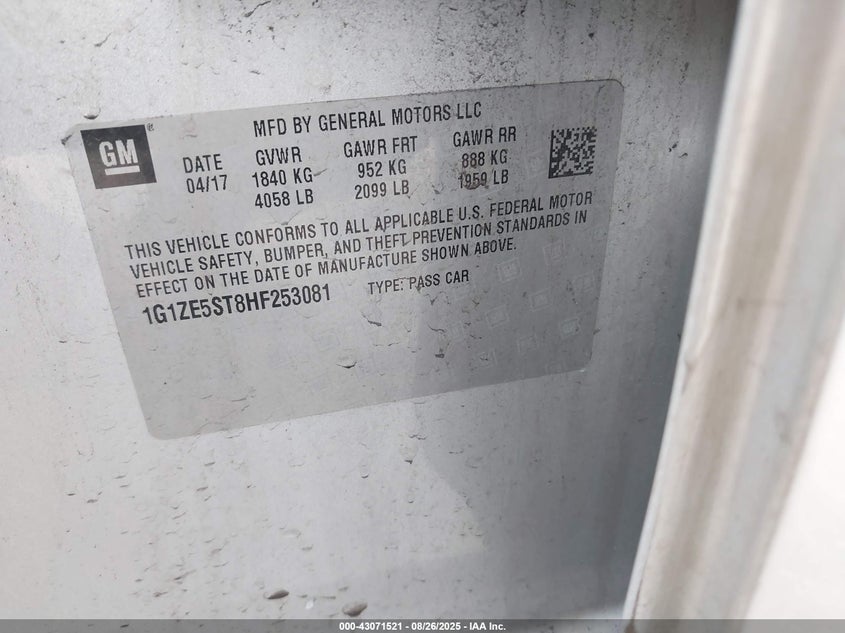 MFD BY GENERAL MOTORS LLC
GM®
DATE GVWR GAWR FRT GAWR RR
04/17 1840 KG 952 KG 888 KG
4058 LB 2099 LB 1959 LB
THIS VEHICLE CONFORMS TO ALL APPLICABLE U.S. FEDERAL MOTOR
VEHICLE SAFETY, BUMPER, AND THEFT PREVENTION STANDARDS IN
EFFECT ON THE DATE OF MANUFACTURE SHOWN ABOVE.
1G1ZE5ST8HF253081 TYPE: PASS CAR
000-43071521 - 08/26/2025 - IAA Inc.